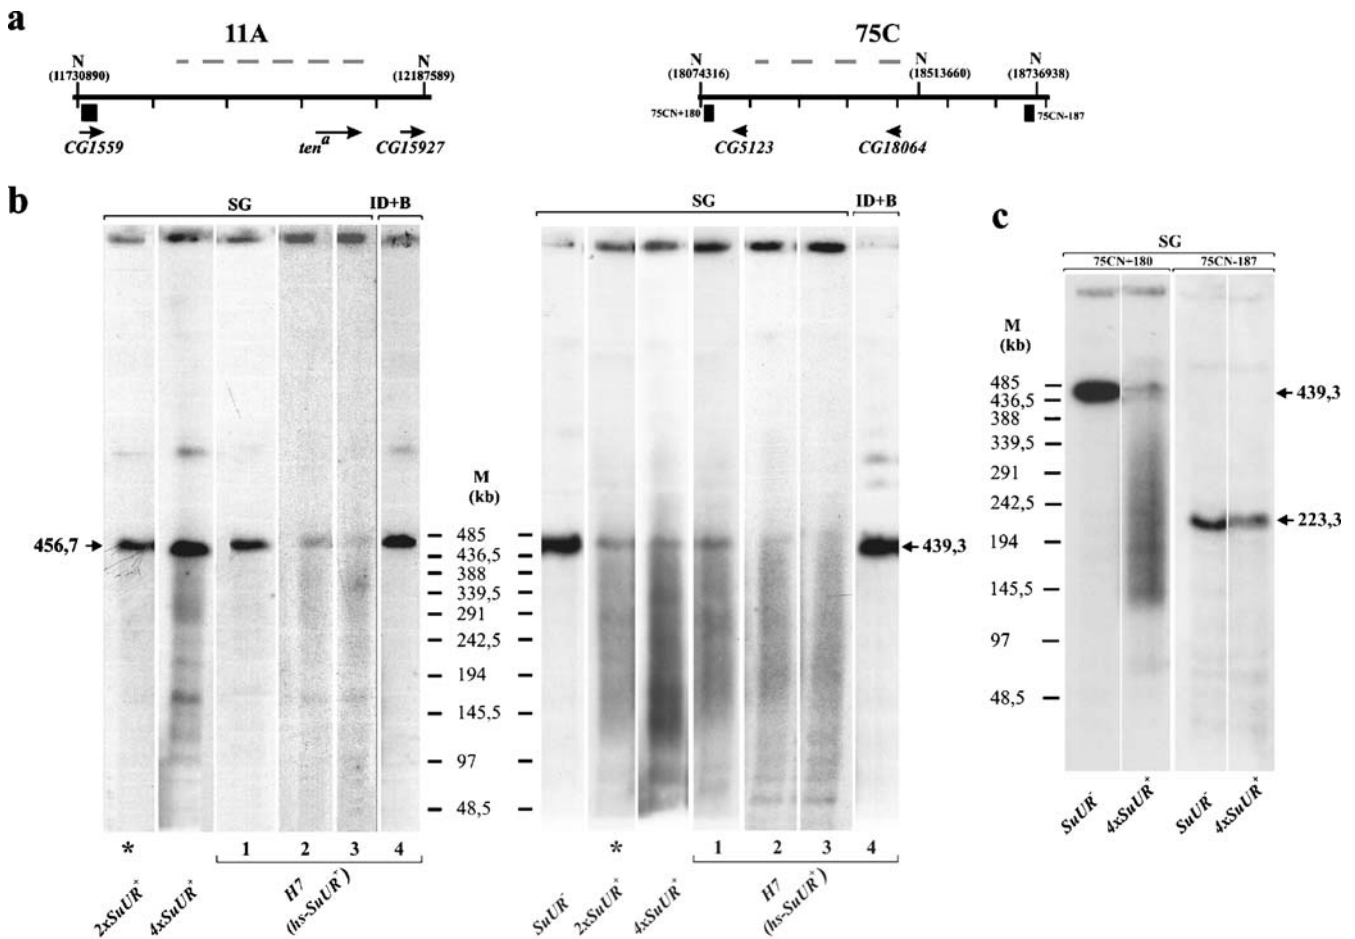 a
11A
75C
N N
(11730890) (12187589)
N N N
(18074316) (18513660) (18736938)
75CN+180 75CN-187
CG1559 ten^a CG15927
CG5123 CG18064
b
SG ID+B
SG ID+B
c
SG
75CN+180 75CN-187
M
(kb)
485
436,5
388
339,5
291
242,5
194
145,5
97
48,5
456,7
439,3
M
(kb)
485
436,5
388
339,5
291
242,5
194
145,5
97
48,5
439,3
223,3
* 1 2 3 4
2xSuUR⁺ 4xSuUR⁺ H7
(hs-SuUR⁺)
* 1 2 3 4
SuUR⁻ 2xSuUR⁺ 4xSuUR⁺ H7
(hs-SuUR⁺)
SuUR⁻ 4xSuUR⁺ SuUR⁻ 4xSuUR⁺